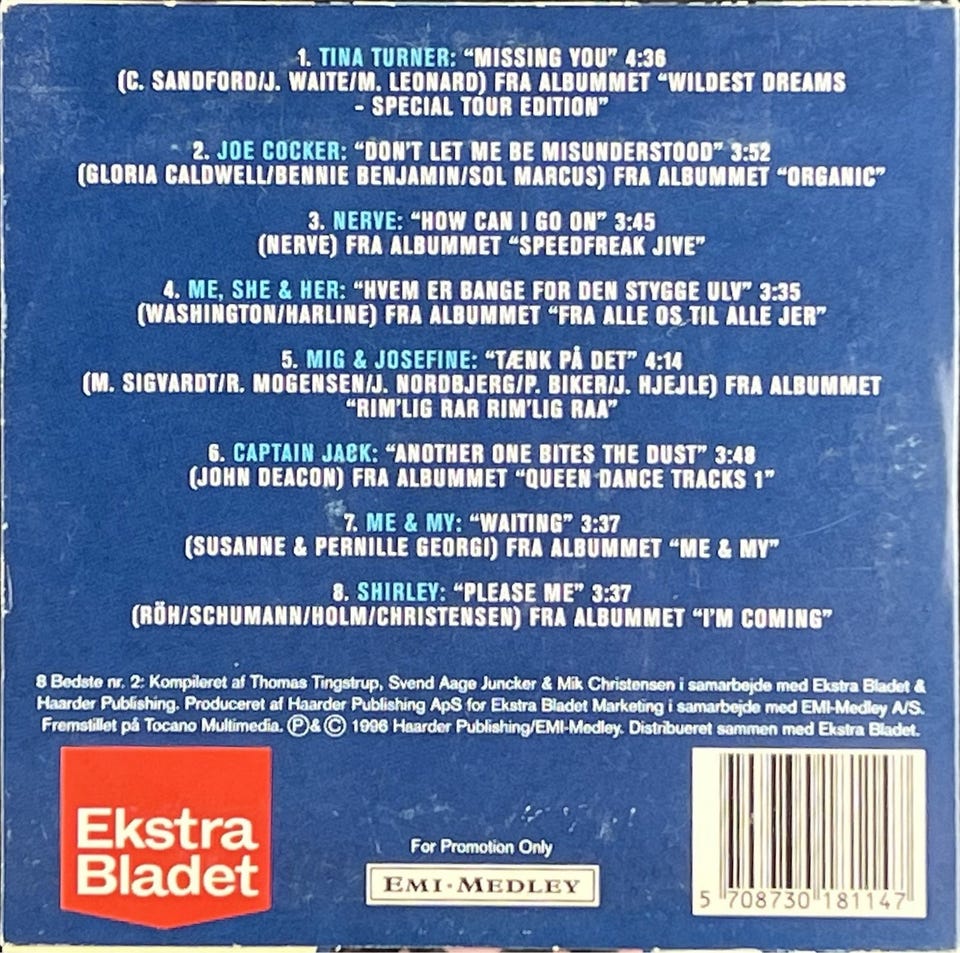 1. TINA TURNER: “MISSING YOU” 4:36
(C. SANDFORD/J. WAITE/M. LEONARD) FRA ALBUMMET “WILDEST DREAMS
- SPECIAL TOUR EDITION”
2. JOE COCKER: “DON’T LET ME BE MISUNDERSTOOD” 3:52
(GLORIA CALDWELL/BENNIE BENJAMIN/SOL MARCUS) FRA ALBUMMET “ORGANIC”
3. NERVE: “HOW CAN I GO ON” 3:45
(NERVE) FRA ALBUMMET “SPEEDFREAK JIVE”
4. ME, SHE & HER: “HVEM ER BANGE FOR DEN STYGGE ULV” 3:35
(WASHINGTON/HARLINE) FRA ALBUMMET “FRA ALLE OS TIL ALLE JER”
5. MIG & JOSEFINE: “TÆNK PÅ DET” 4:14
(M. SIGVARDT/R. MOGENSEN/J. NORDBJERG/P. BIKER/J. HJEJLE) FRA ALBUMMET
“RIM’LIG RAR RIM’LIG RAA”
6. CAPTAIN JACK: “ANOTHER ONE BITES THE DUST” 3:48
(JOHN DEACON) FRA ALBUMMET “QUEEN DANCE TRACKS 1”
7. ME & MY: “WAITING” 3:37
(SUSANNE & PERNILLE GEORGI) FRA ALBUMMET “ME & MY”
8. SHIRLEY: “PLEASE ME” 3:37
(RÖH/SCHUMANN/HOLM/CHRISTENSEN) FRA ALBUMMET “I’M COMING”
8 Bedste nr. 2: Kompileret af Thomas Tingstrup, Svend Aage Juncker & Mik Christensen i samarbejde med Ekstra Bladet &
Haarder Publishing. Produceret af Haarder Publishing ApS for Ekstra Bladet Marketing i samarbejde med EMI-Medley A/S.
Fremstillet på Tocano Multimedia. Ⓟ&© 1996 Haarder Publishing/EMI-Medley. Distribueret sammen med Ekstra Bladet.
Ekstra
Bladet
For Promotion Only
EMI·MEDLEY
5 708730 181147